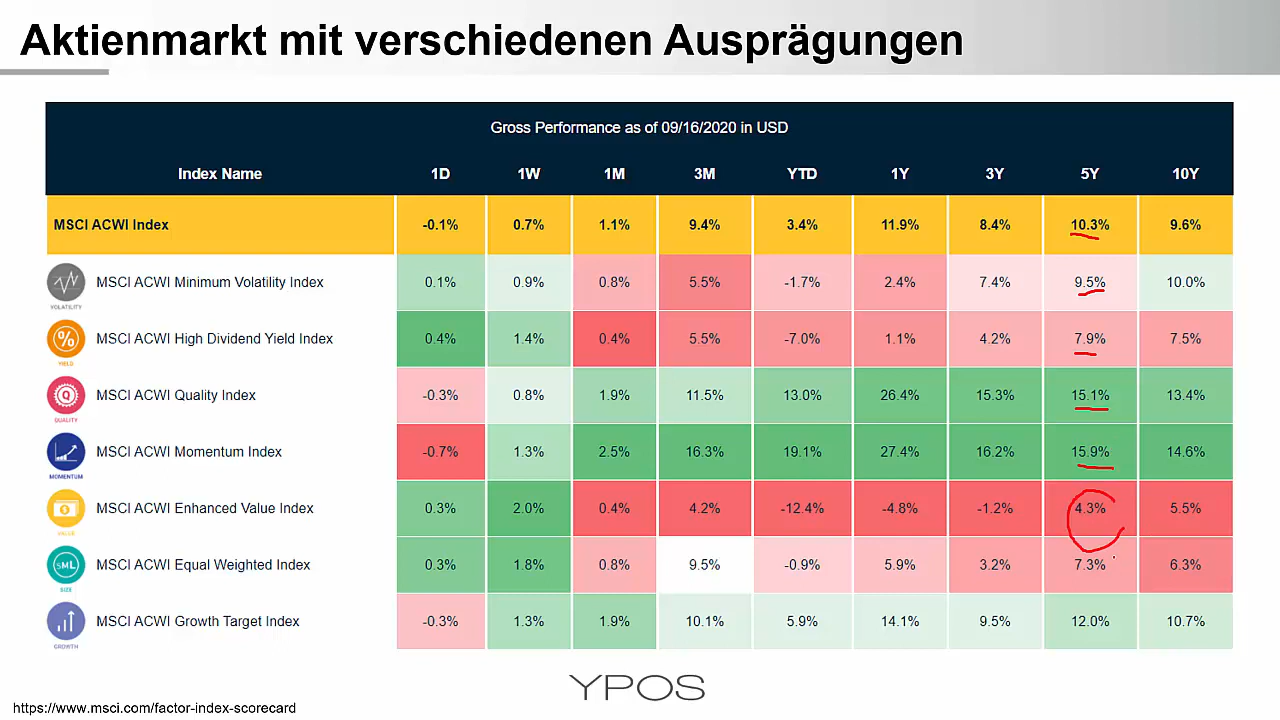 Aktienmarkt mit verschiedenen Ausprägungen
Gross Performance as of 09/16/2020 in USD
Index Name 1D 1W 1M 3M YTD 1Y 3Y 5Y 10Y
MSCI ACWI Index -0.1% 0.7% 1.1% 9.4% 3.4% 11.9% 8.4% 10.3% 9.6%
MSCI ACWI Minimum Volatility Index 0.1% 0.9% 0.8% 5.5% -1.7% 2.4% 7.4% 9.5% 10.0%
VOLATILITY
% MSCI ACWI High Dividend Yield Index 0.4% 1.4% 0.4% 5.5% -7.0% 1.1% 4.2% 7.9% 7.5%
YIELD
Q MSCI ACWI Quality Index -0.3% 0.8% 1.9% 11.5% 13.0% 26.4% 15.3% 15.1% 13.4%
QUALITY
MSCI ACWI Momentum Index -0.7% 1.3% 2.5% 16.3% 19.1% 27.4% 16.2% 15.9% 14.6%
MOMENTUM
$ MSCI ACWI Enhanced Value Index 0.3% 2.0% 0.4% 4.2% -12.4% -4.8% -1.2% 4.3% 5.5%
VALUE
SML MSCI ACWI Equal Weighted Index 0.3% 1.8% 0.8% 9.5% -0.9% 5.9% 3.2% 7.3% 6.3%
SIZE
MSCI ACWI Growth Target Index -0.3% 1.3% 1.9% 10.1% 5.9% 14.1% 9.5% 12.0% 10.7%
GROWTH
YPOS
https://www.msci.com/factor-index-scorecard